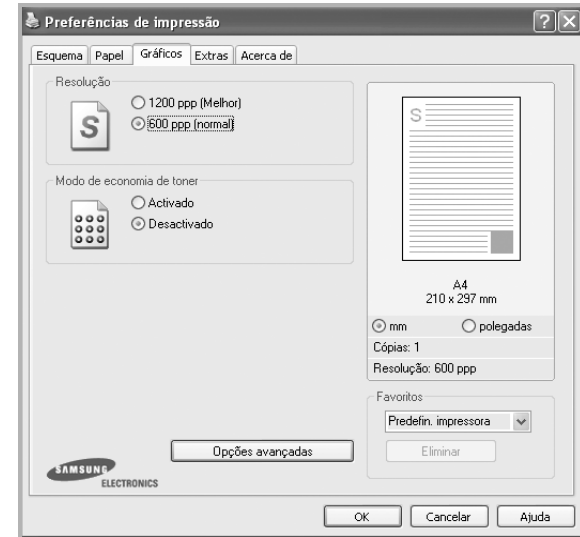 Preferências de impressão
Esquema Papel Gráficos Extras Acerca de
Resolução
1200 ppp (Melhor)
600 ppp (normal)
S
Modo de economia de toner
Activado
Desactivado
S
A4
210 x 297 mm
mm polegadas
Cópias: 1
Resolução: 600 ppp
Favoritos
Predefin. impressora
Eliminar
Opções avançadas
SAMSUNG
ELECTRONICS
OK Cancelar Ajuda